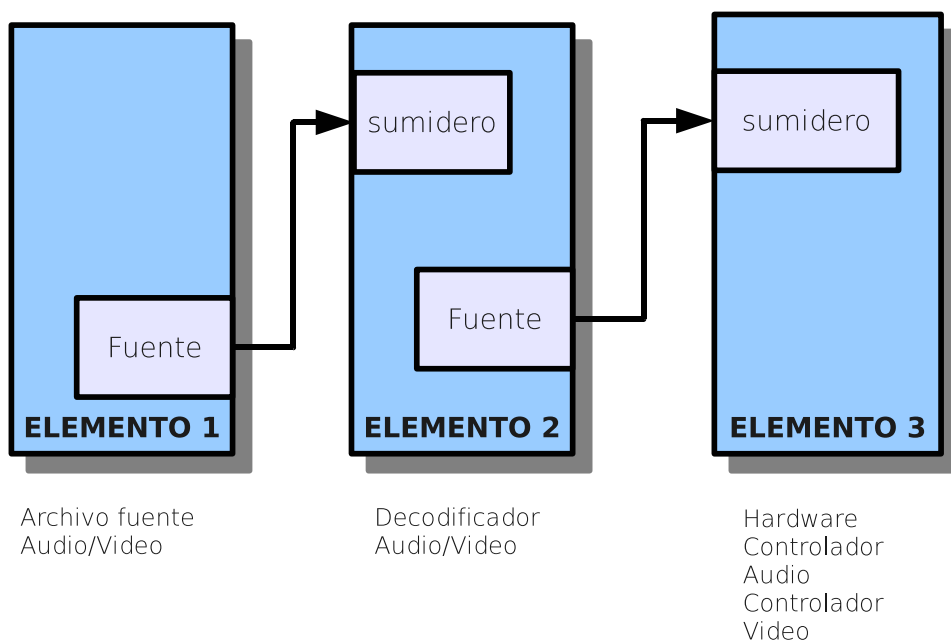 sumidero
sumidero
Fuente
Fuente
ELEMENTO 1
ELEMENTO 2
ELEMENTO 3
Archivo fuente
Audio/Video
Decodificador
Audio/Video
Hardware
Controlador
Audio
Controlador
Video